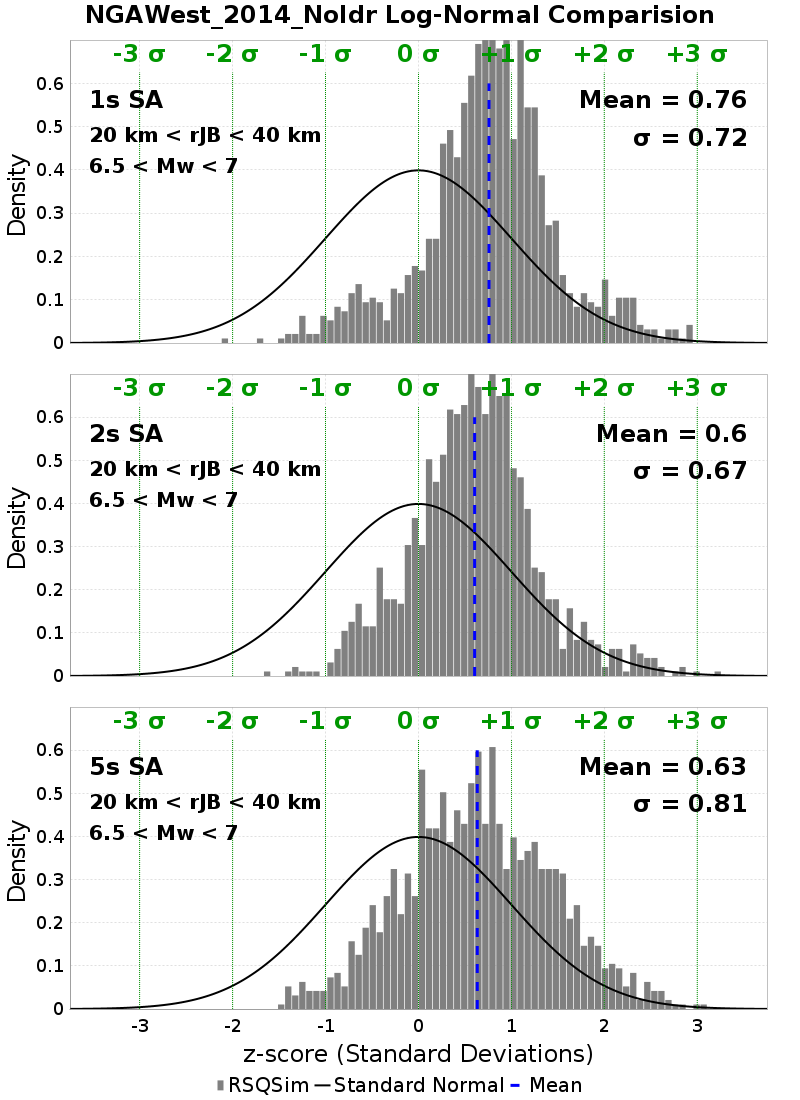 NGAWest_2014_NoIdr Log-Normal Comparision
-3 σ -2 σ -1 σ 0 σ +1 σ +2 σ +3 σ
1s SA
Mean = 0.76
20 km < rJB < 40 km
σ = 0.72
6.5 < Mw < 7
0.6
0.5
0.4
0.3
0.2
0.1
0
Density
-3 σ -2 σ -1 σ 0 σ +1 σ +2 σ +3 σ
2s SA
Mean = 0.6
20 km < rJB < 40 km
σ = 0.67
6.5 < Mw < 7
0.6
0.5
0.4
0.3
0.2
0.1
0
Density
-3 σ -2 σ -1 σ 0 σ +1 σ +2 σ +3 σ
5s SA
Mean = 0.63
20 km < rJB < 40 km
σ = 0.81
6.5 < Mw < 7
0.6
0.5
0.4
0.3
0.2
0.1
0
Density
-3 -2 -1 0 1 2 3
z-score (Standard Deviations)
RSQSim Standard Normal Mean